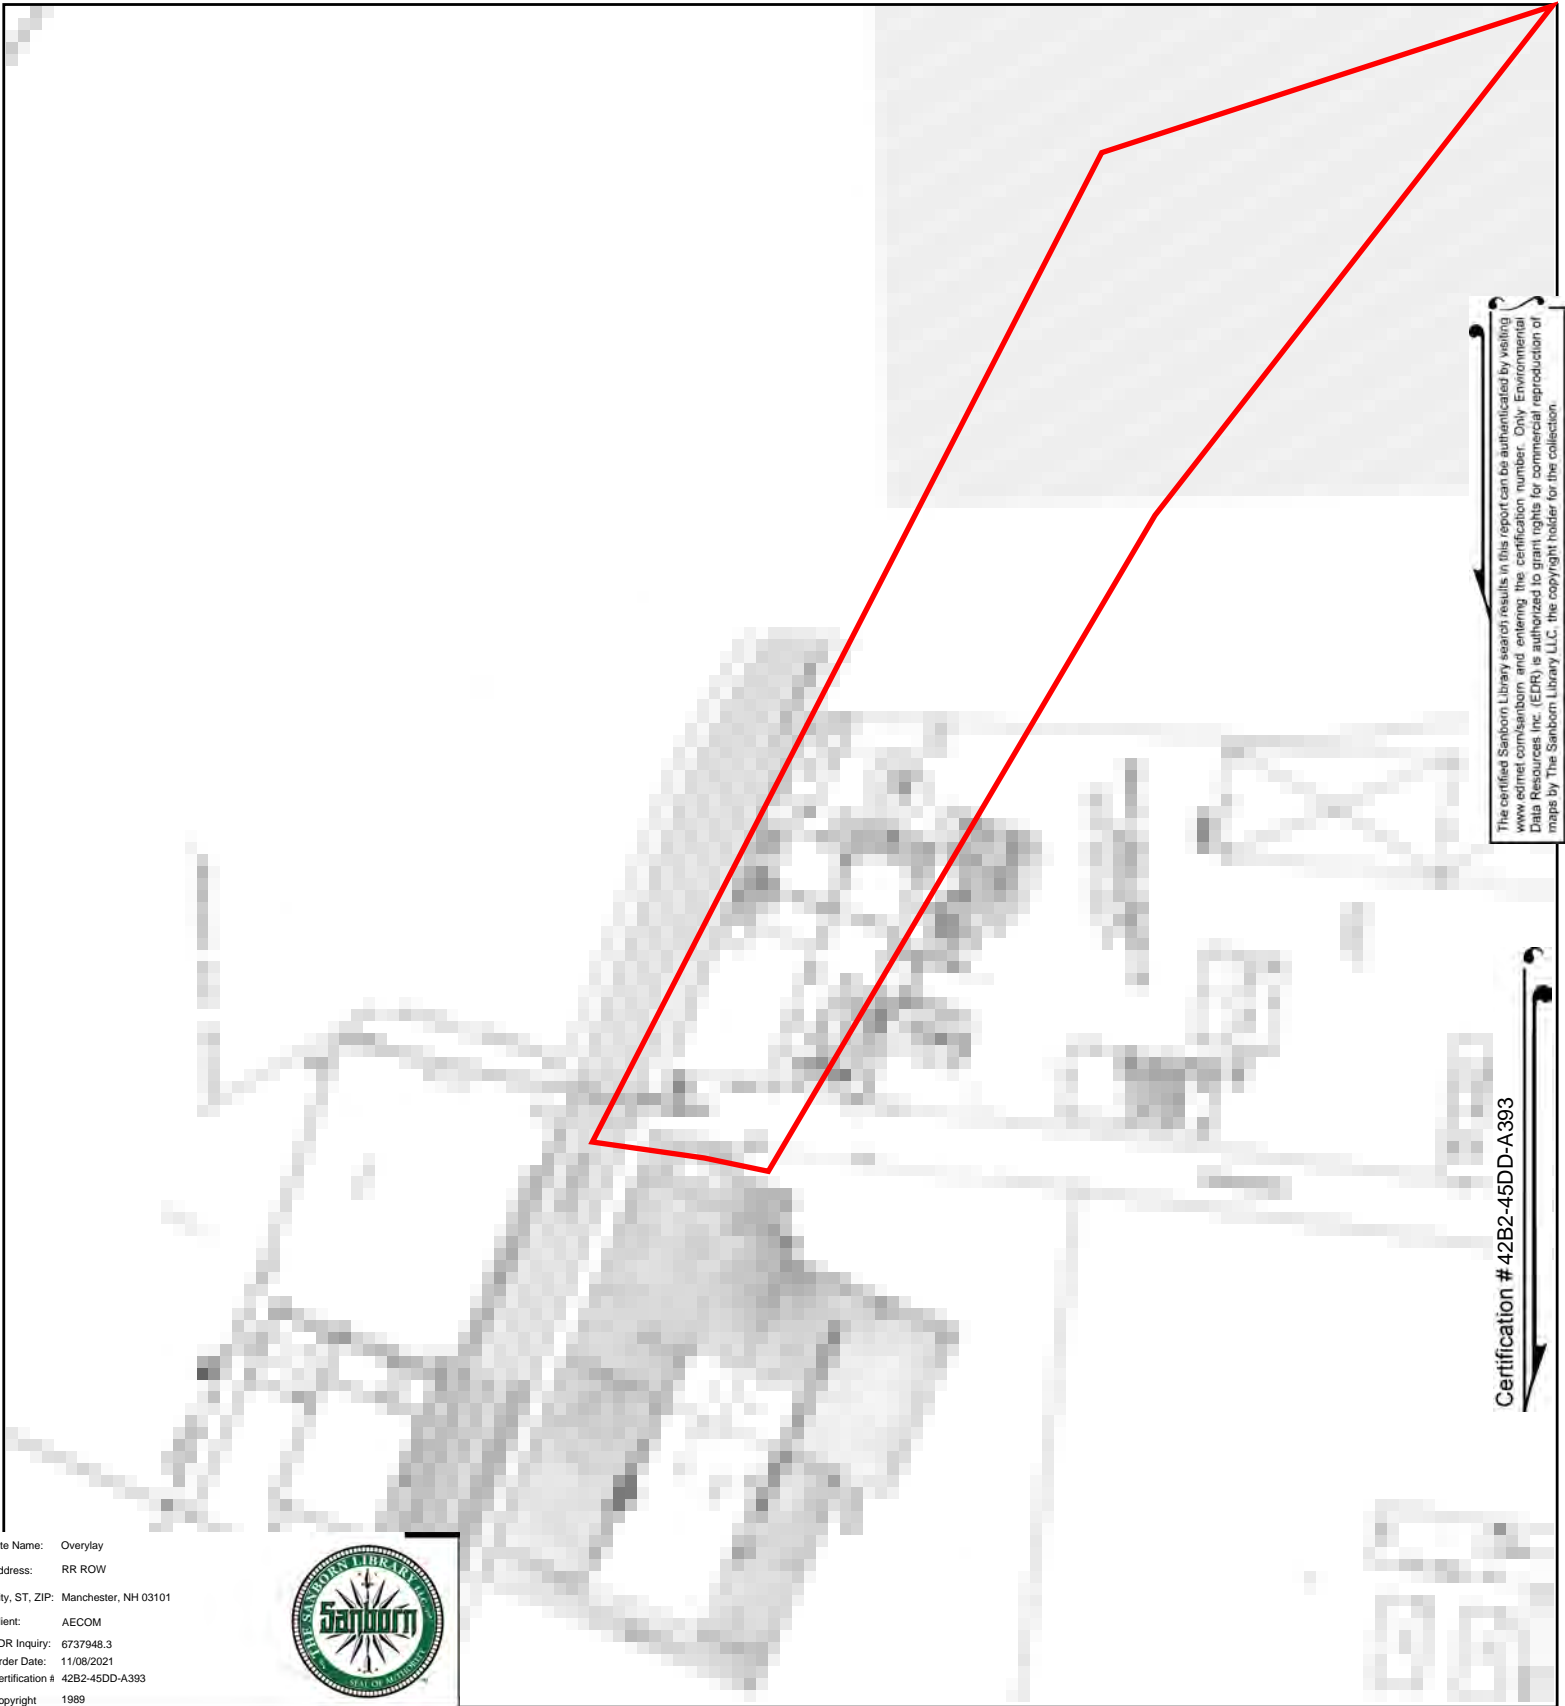 The certified Sanborn Library search results in this report can be authenticated by visiting
www.edrnet.com/sanborn and entering the certification number. Only Environmental
Data Resources Inc. (EDR) is authorized to grant rights for commercial reproduction of
maps by The Sanborn Library LLC, the copyright holder for the collection.
Certification # 42B2-45DD-A393
te Name: Overylay
ddress: RR ROW
ity, ST, ZIP: Manchester, NH 03101
ient: AECOM
DR Inquiry: 6737948.3
rder Date: 11/08/2021
ertification # 42B2-45DD-A393
opyright 1989
THE SANBORN LIBRARY LLC
Sanborn
SEAL OF AUTHORITY